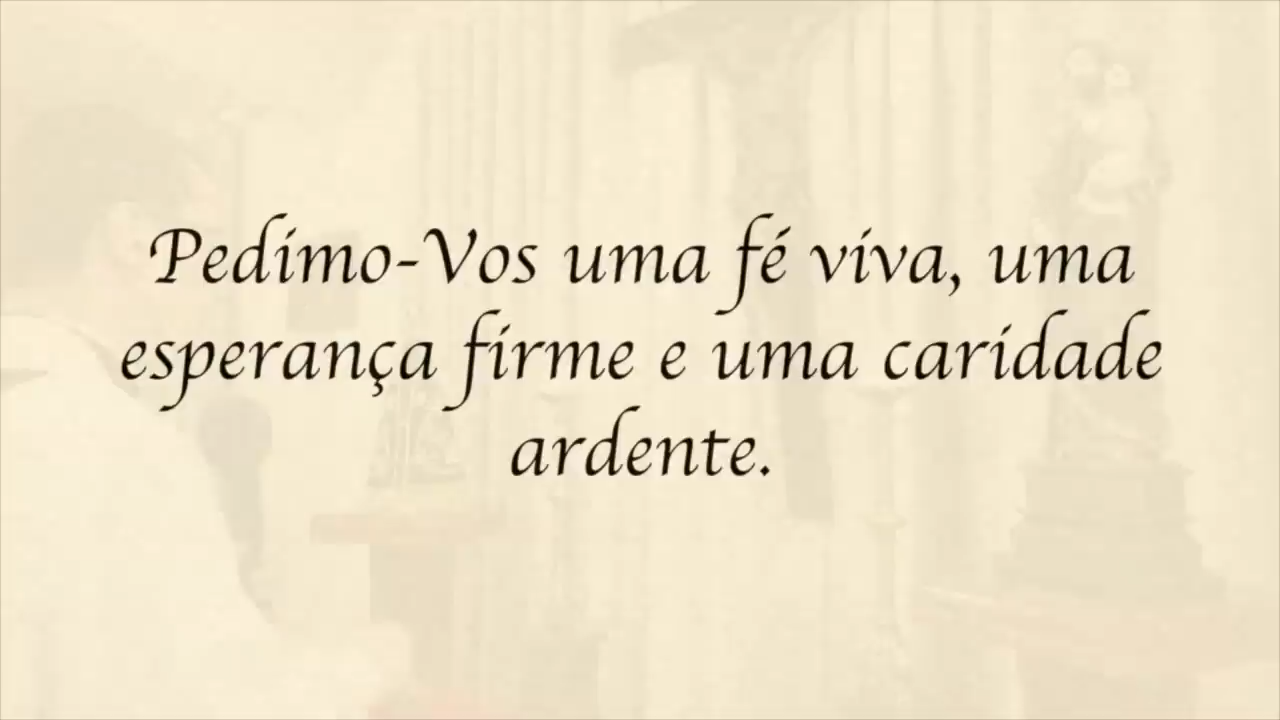 Pedimo-Vos uma fé viva, uma
esperança firme e uma caridade
ardente.